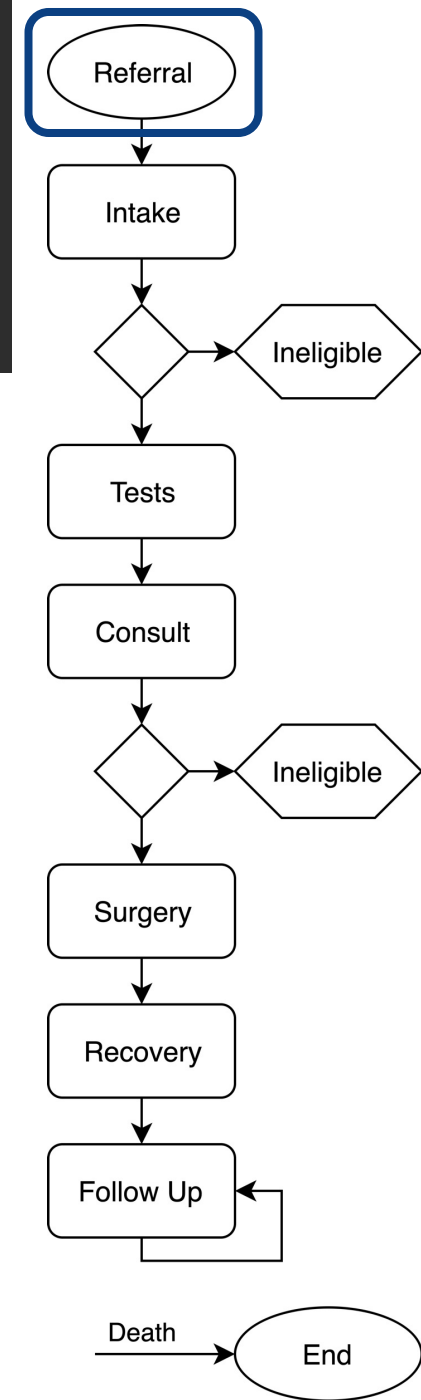 Referral
Intake
Ineligible
Tests
Consult
Ineligible
Surgery
Recovery
Follow Up
Death
End